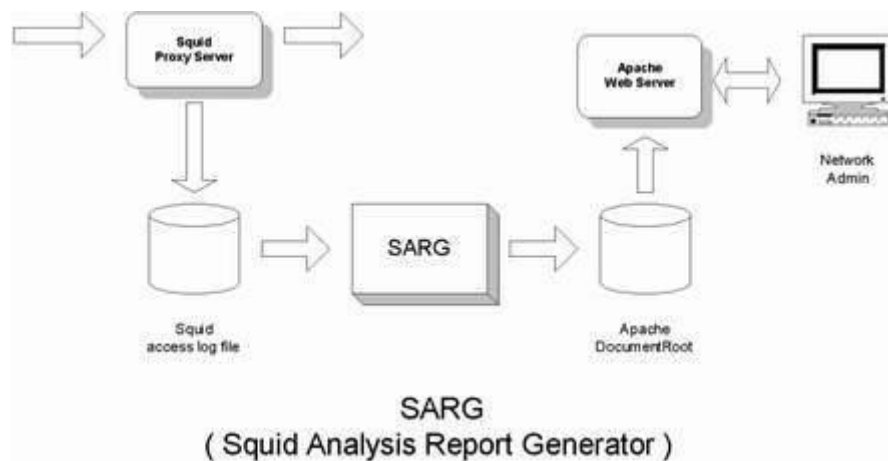 Squid
Proxy Server
Apache
Web Server
Network
Admin
SARG
Squid
access log file
Apache
DocumentRoot
SARG
( Squid Analysis Report Generator )